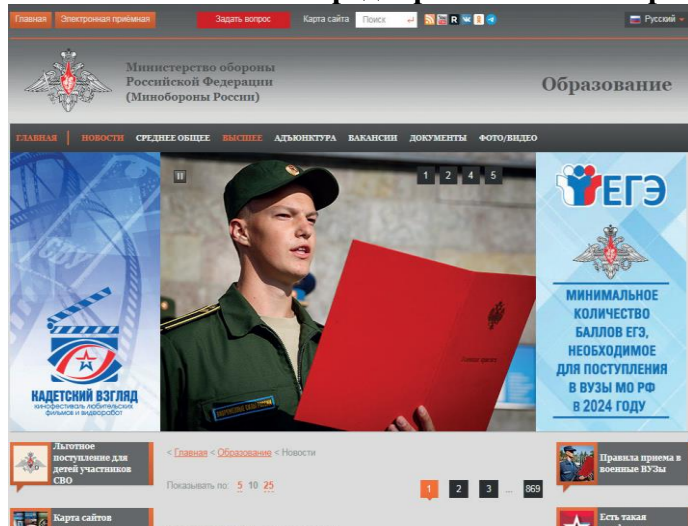 Главная
Электронная приёмная
Задать вопрос
Карта сайта
Поиск
Русский
Министерство обороны
Российской Федерации
(Минобороны России)
Образование
ГЛАВНАЯ
НОВОСТИ
СРЕДНЕЕ ОБЩЕЕ
ВЫСШЕЕ
АДЪЮНКТУРА
ВАКАНСИИ
ДОКУМЕНТЫ
ФОТО/ВИДЕО
1 2 4 5
КАДЕТСКИЙ ВЗГЛЯД
кинофестиваль любительских
фильмов и видеоработ
ВООРУЖЕННЫЕ СИЛЫ РОССИИ
ЕГЭ
МИНИМАЛЬНОЕ
КОЛИЧЕСТВО
БАЛЛОВ ЕГЭ,
НЕОБХОДИМОЕ
ДЛЯ ПОСТУПЛЕНИЯ
В ВУЗЫ МО РФ
В 2024 ГОДУ
Льготное
поступление для
детей участников
СВО
Карта сайтов
< Главная < Образование < Новости
Показывать по: 5 10 25
1 2 3 ... 869
Правила приема в
военные ВУЗы
Есть такая